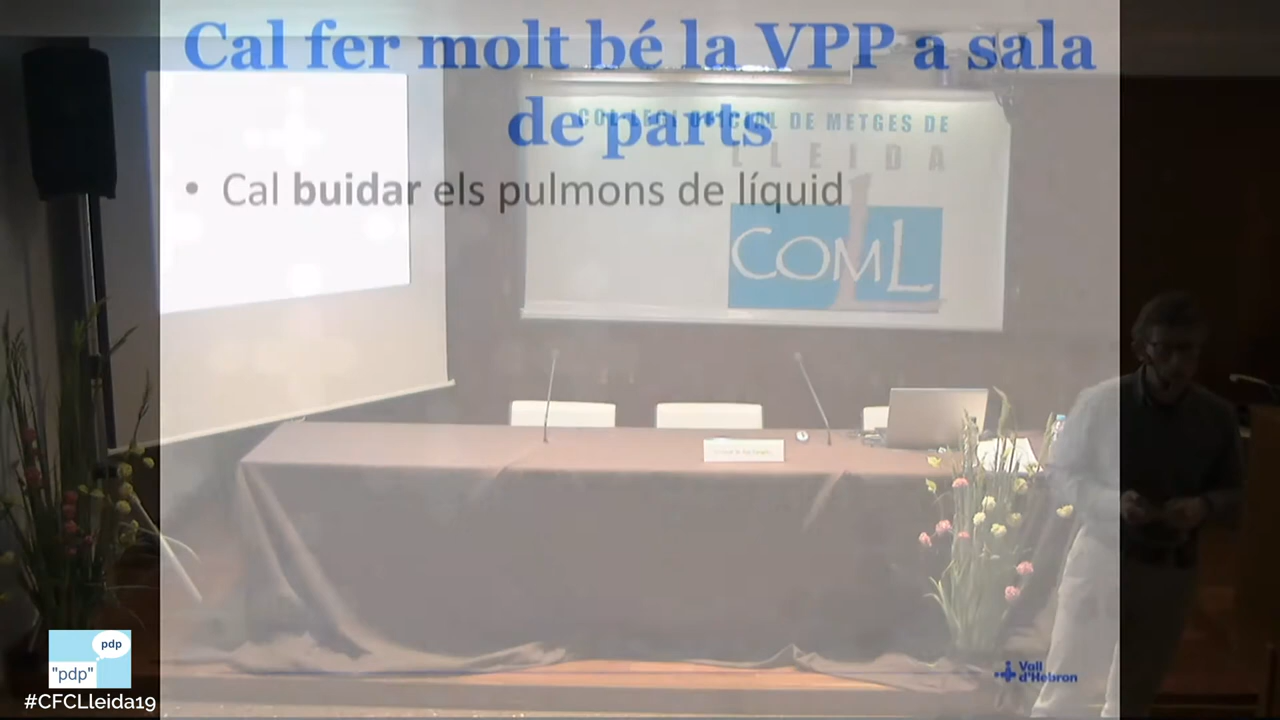 Cal fer molt bé la VPP a sala
de parts
• Cal buidar els pulmons de líquid
COL·LEGI OFICIAL DE METGES DE
LLEIDA
COML
Vall
d'Hebron
pdp
"pdp"
#CFCLleida19